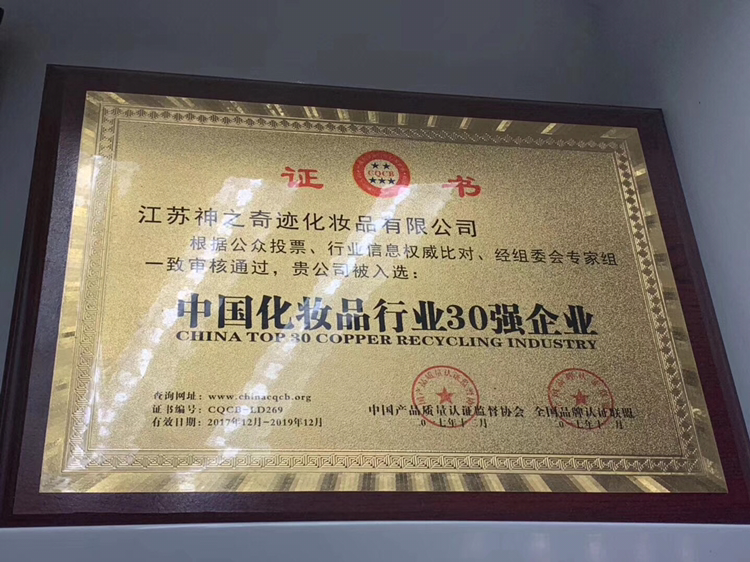 证 书
CQCB
江苏神之奇迹化妆品有限公司
根据公众投票、行业信息权威比对、经组委会专家组
一致审核通过，贵公司被入选：
中国化妆品行业30强企业
CHINA TOP 30 COPPER RECYCLING INDUSTRY
查询网址：www.chinacqcb.org
证书编号：CQCB-LD269
有效日期：2017年12月-2019年12月
中国产品质量认证监督协会 全国品牌认证联盟